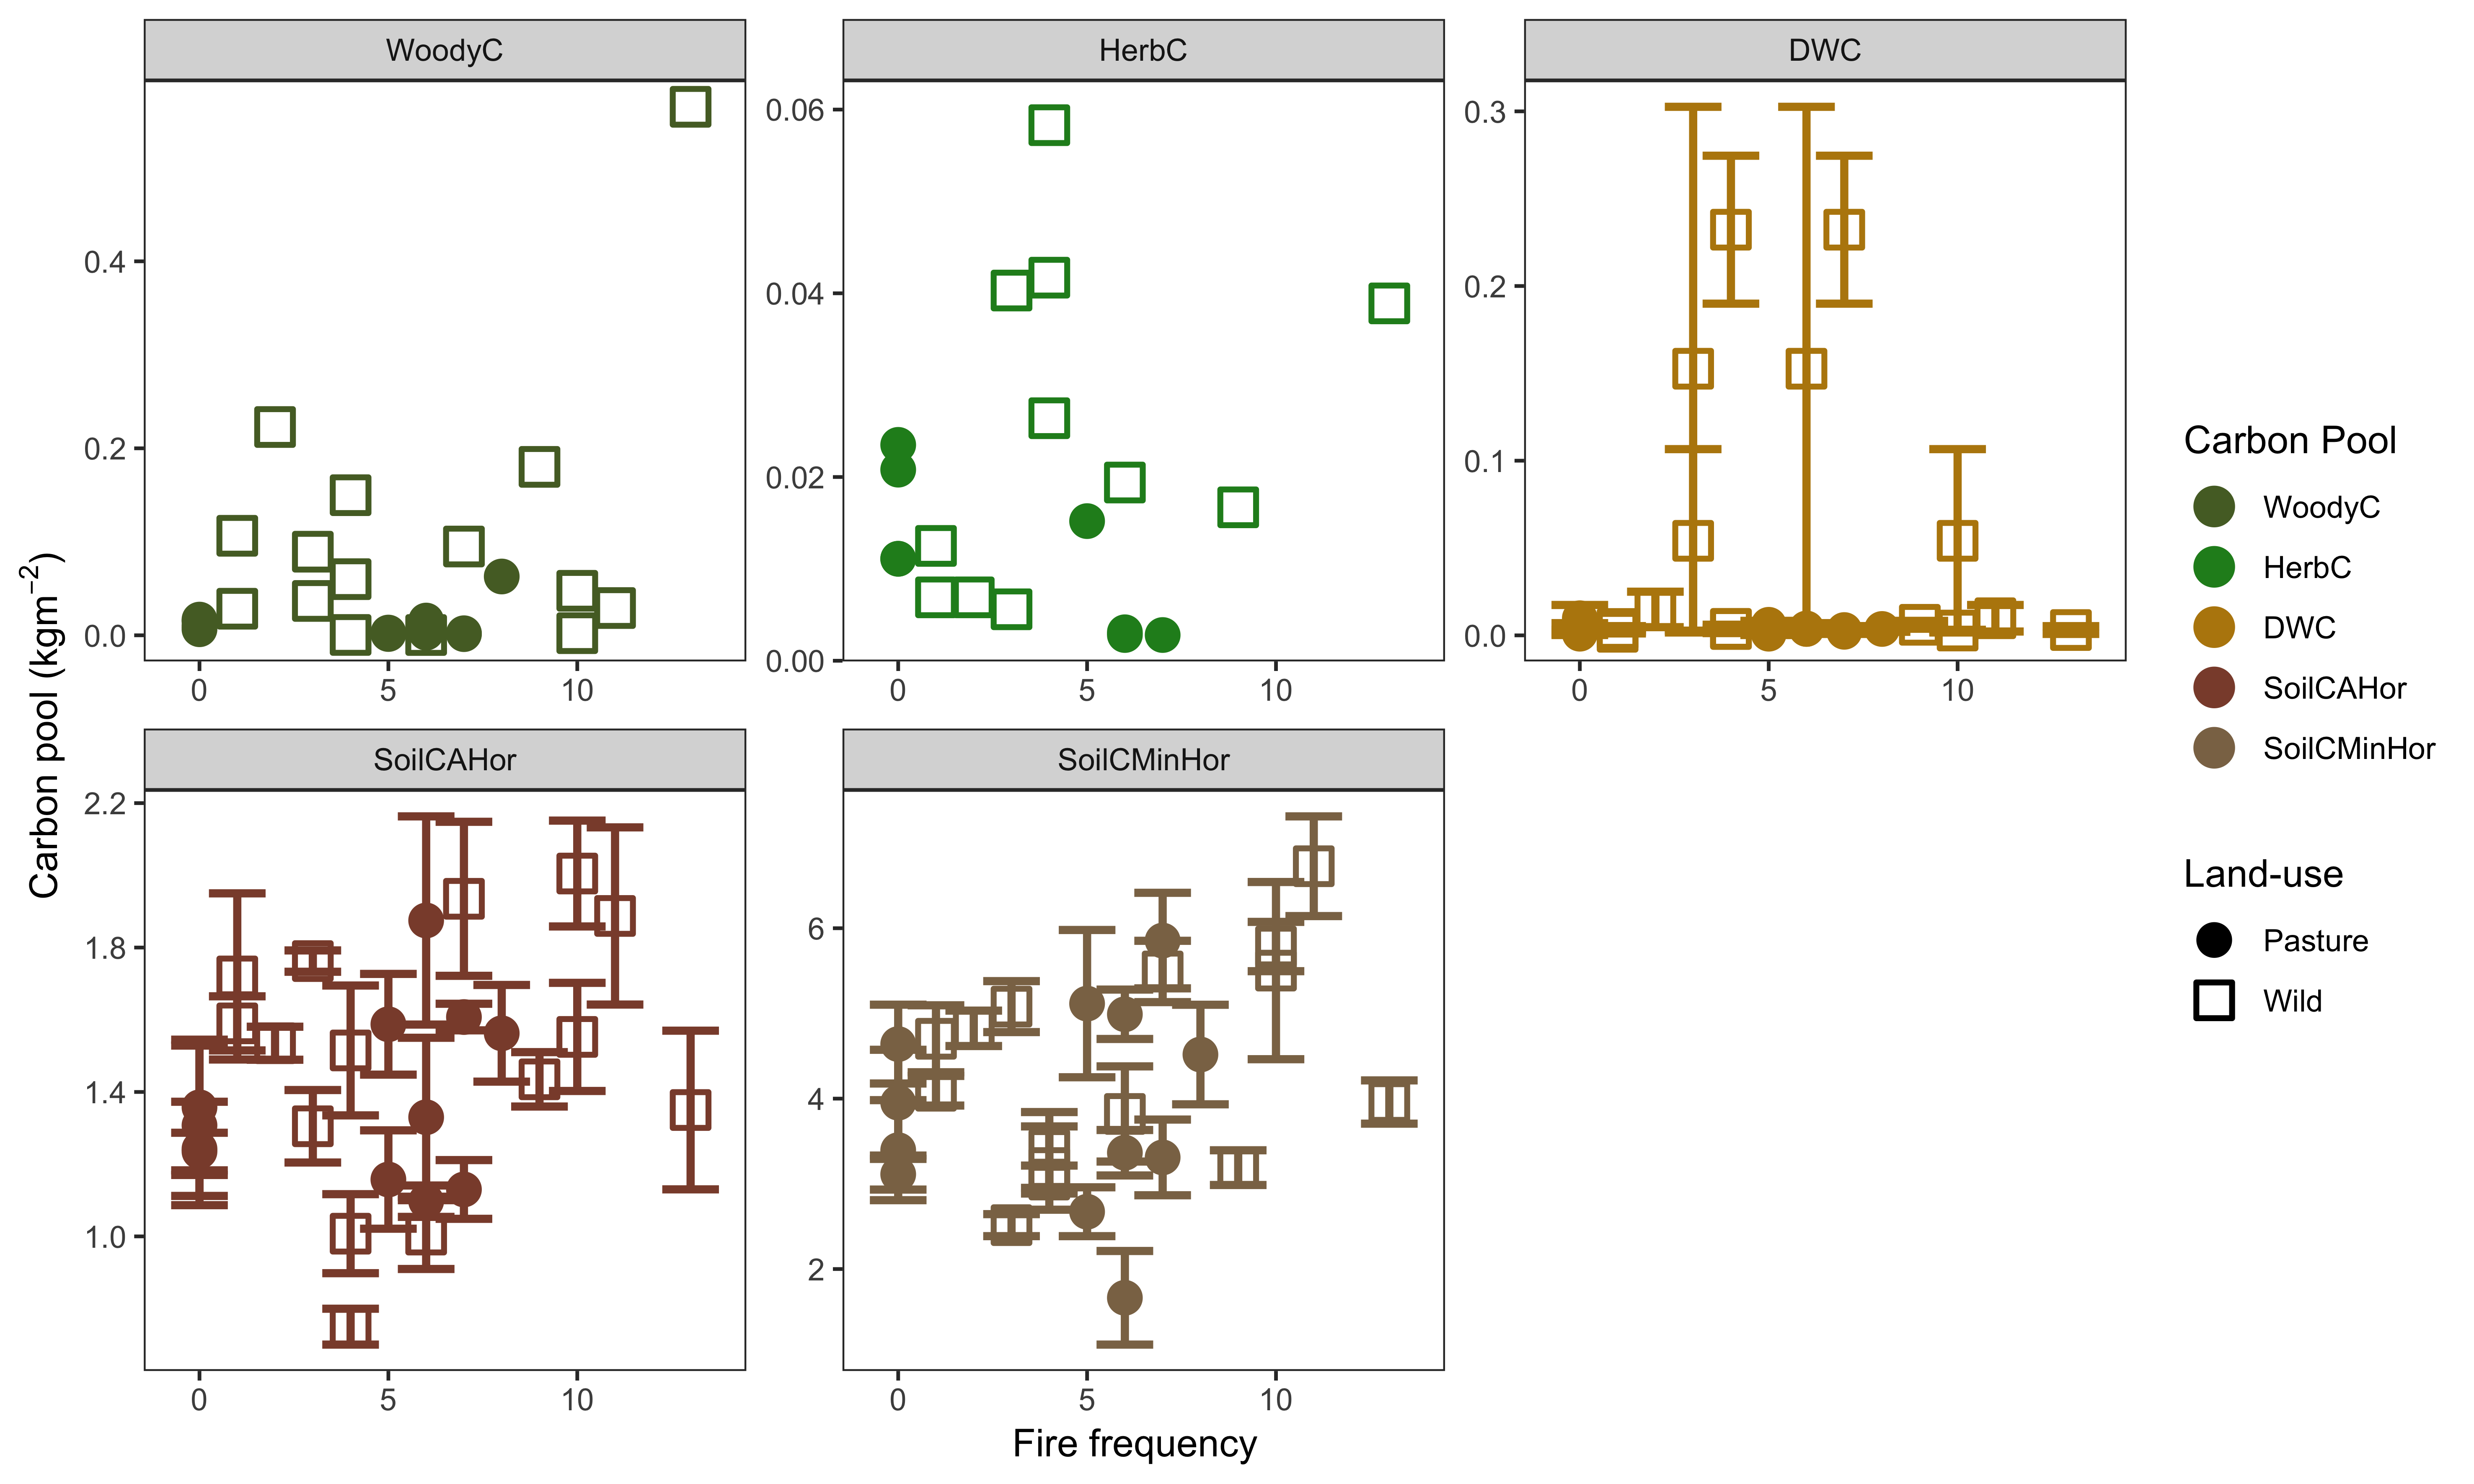 WoodyC
HerbC
DWC
0.4
0.2
0.0
0.06
0.04
0.02
0.00
0.3
0.2
0.1
0.0
0 5 10
0 5 10
0 5 10
SoilCAHor
SoilCMinHor
2.2
1.8
1.4
1.0
6
4
2
0 5 10
0 5 10
Carbon pool (kgm⁻²)
Fire frequency
Carbon Pool
WoodyC
HerbC
DWC
SoilCAHor
SoilCMinHor
Land-use
Pasture
Wild